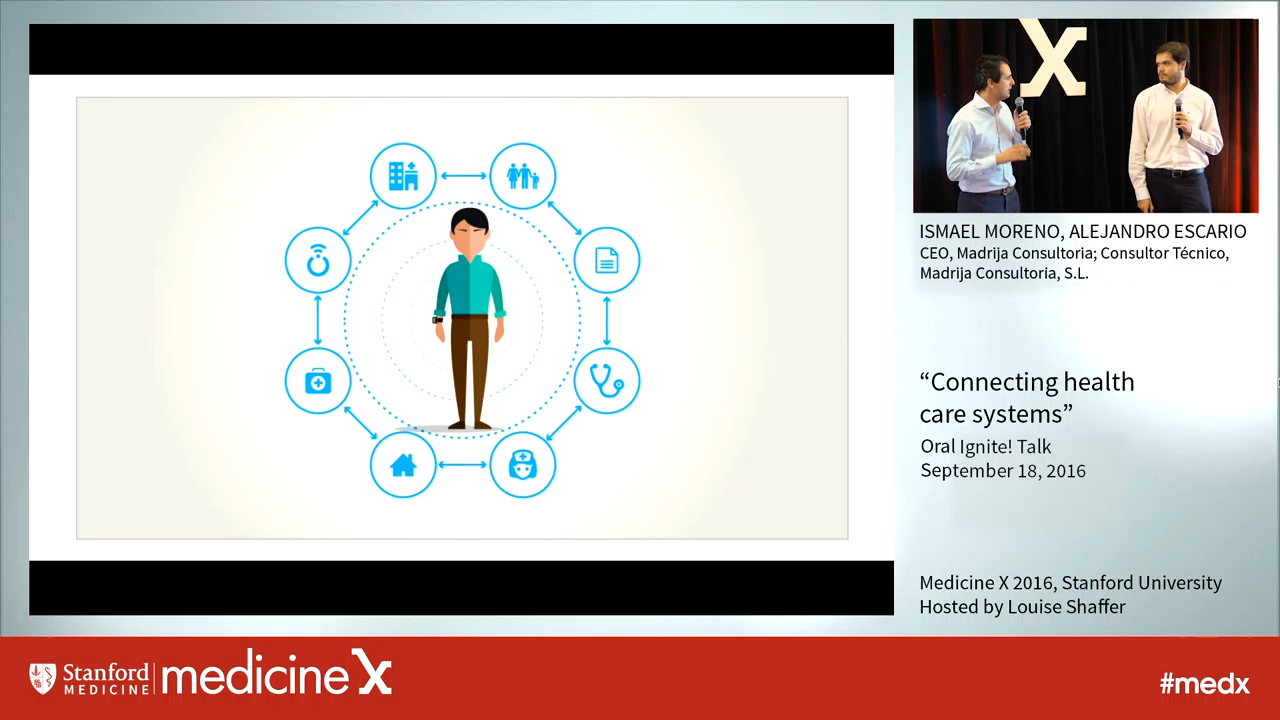 X
ISMAEL MORENO, ALEJANDRO ESCARIO
CEO, Madrija Consultoria; Consultor Técnico,
Madrija Consultoria, S.L.
“Connecting health
care systems”
Oral Ignite! Talk
September 18, 2016
Medicine X 2016, Stanford University
Hosted by Louise Shaffer
Stanford
MEDICINE
medicine X
#medx